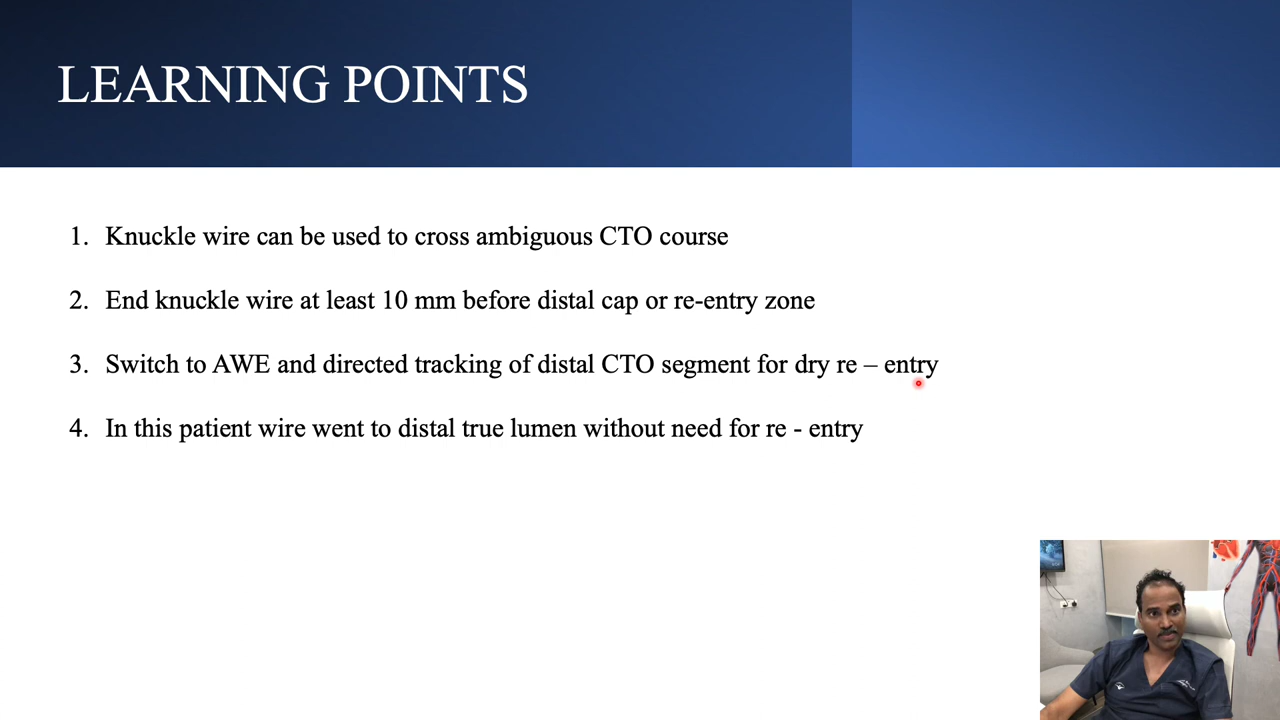 LEARNING POINTS
1. Knuckle wire can be used to cross ambiguous CTO course
2. End knuckle wire at least 10 mm before distal cap or re-entry zone
3. Switch to AWE and directed tracking of distal CTO segment for dry re – entry
4. In this patient wire went to distal true lumen without need for re - entry